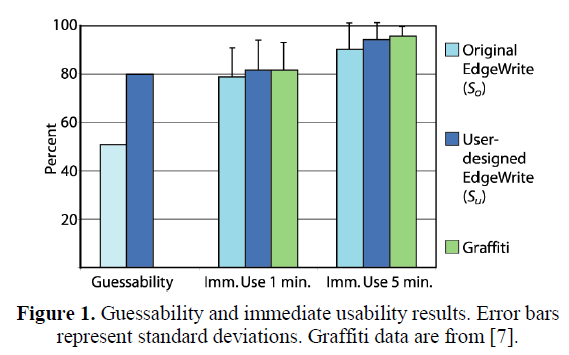 100
80
60
40
20
Percent
Guessability
Imm. Use 1 min.
Imm. Use 5 min.
Original
EdgeWrite
(So)
User-
designed
EdgeWrite
(Su)
Graffiti
Figure 1. Guessability and immediate usability results. Error bars
represent standard deviations. Graffiti data are from [7].